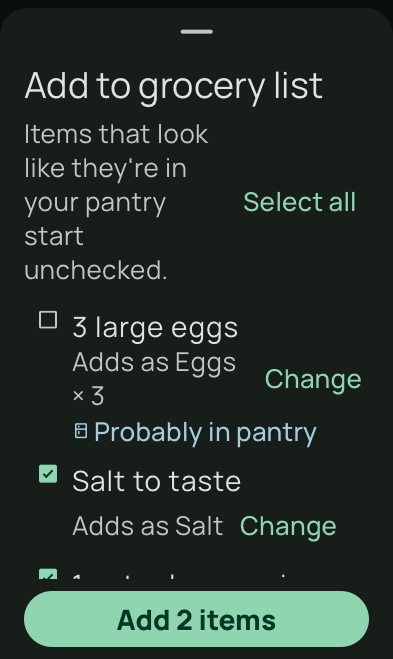 Add to grocery list
Items that look
like they're in
your pantry
start
unchecked.
Select all
3 large eggs
Adds as Eggs
× 3
Change
Probably in pantry
Salt to taste
Adds as Salt
Change
Add 2 items